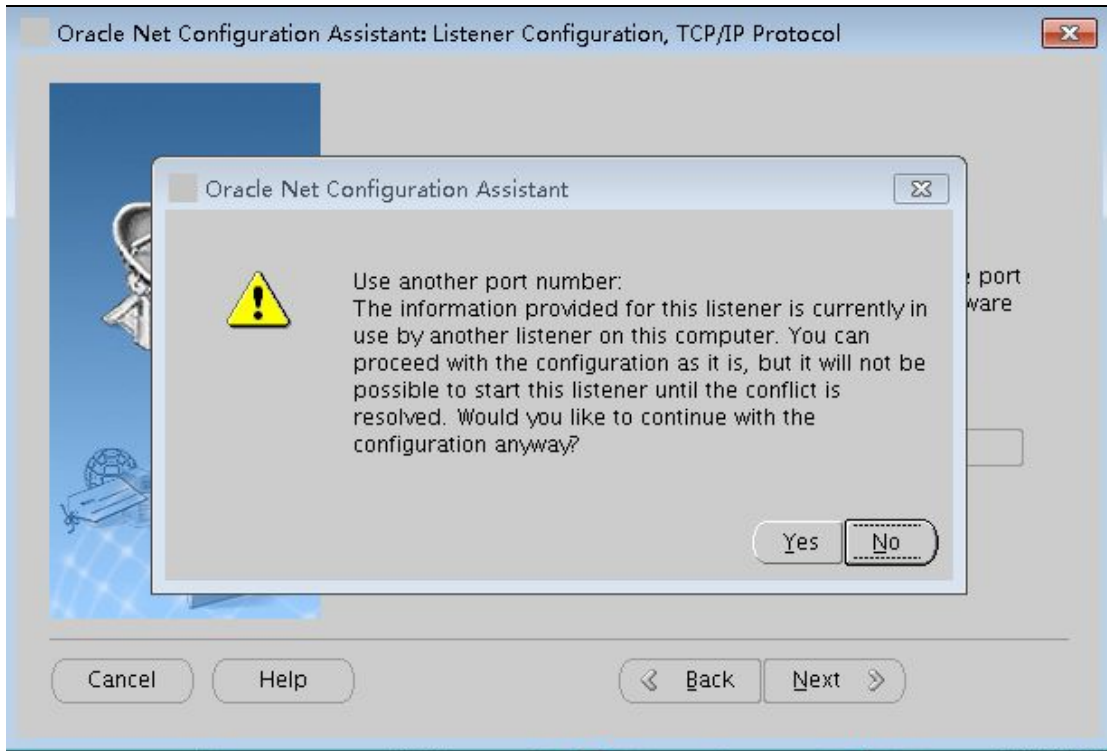 Oracle Net Configuration Assistant: Listener Configuration, TCP/IP Protocol
Oracle Net Configuration Assistant
Use another port number:
The information provided for this listener is currently in
use by another listener on this computer. You can
proceed with the configuration as it is, but it will not be
possible to start this listener until the conflict is
resolved. Would you like to continue with the
configuration anyway?
port
Yes
No
Cancel
Help
Back
Next